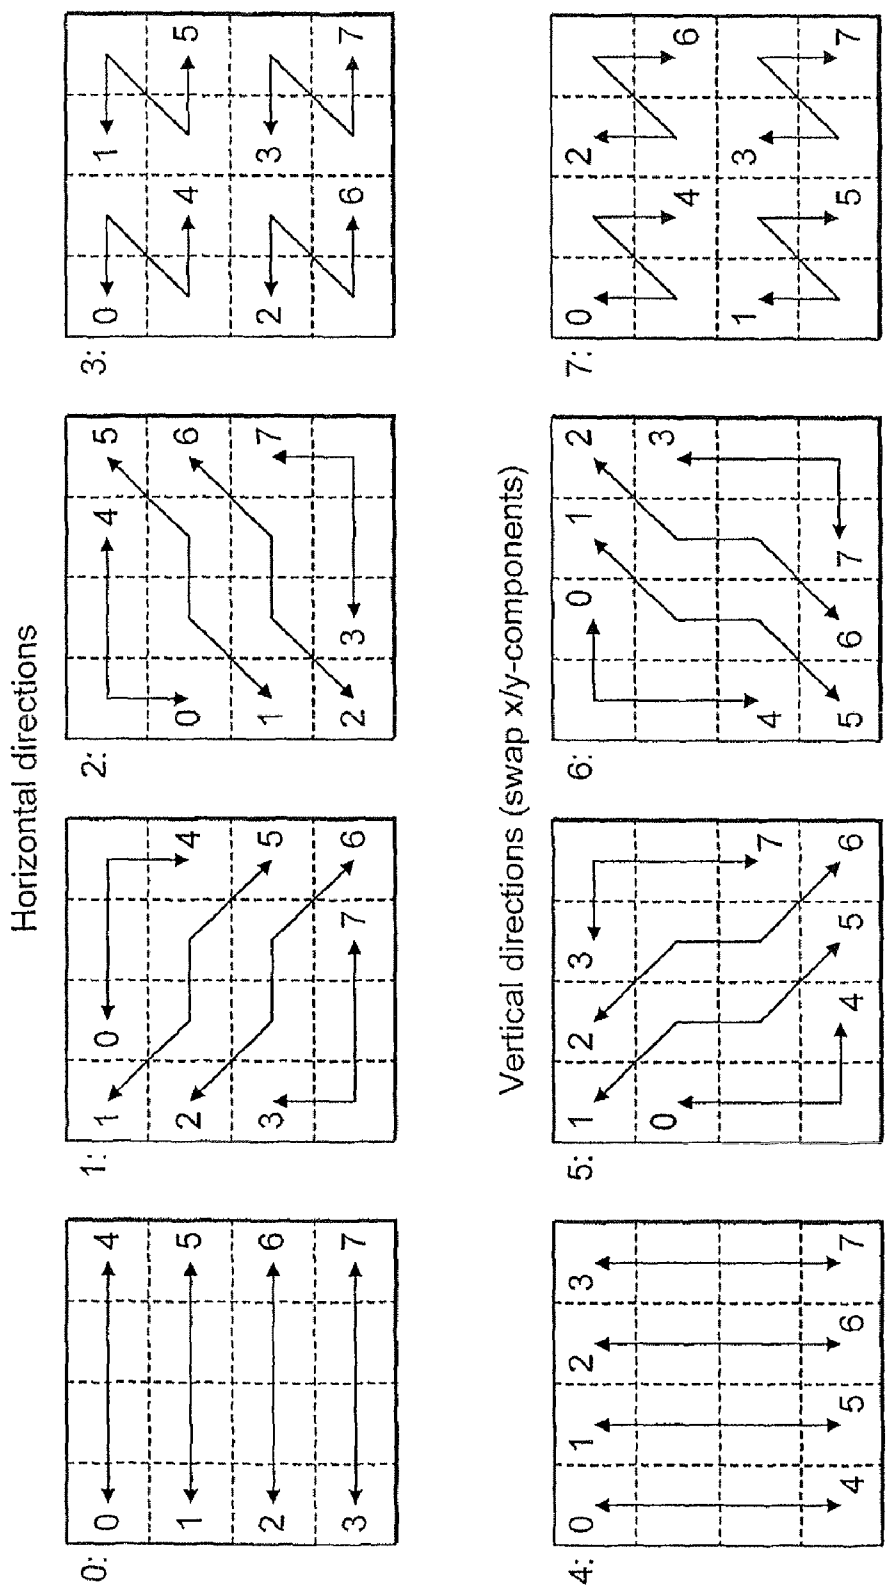 Horizontal directions
0: 0 4 1: 1 0 2: 4 5 3: 0 1
1 5 2 4 0 6 4 5
2 6 3 5 1 7 2 3
3 7 7 6 2 3 6 7
Vertical directions (swap x/y-components)
4: 0 1 2 3 5: 1 2 3 6: 0 1 2 7: 0 2
0 3 4 6
7 4 1 3
4 5 6 7 4 5 6 5 6 7 5 7